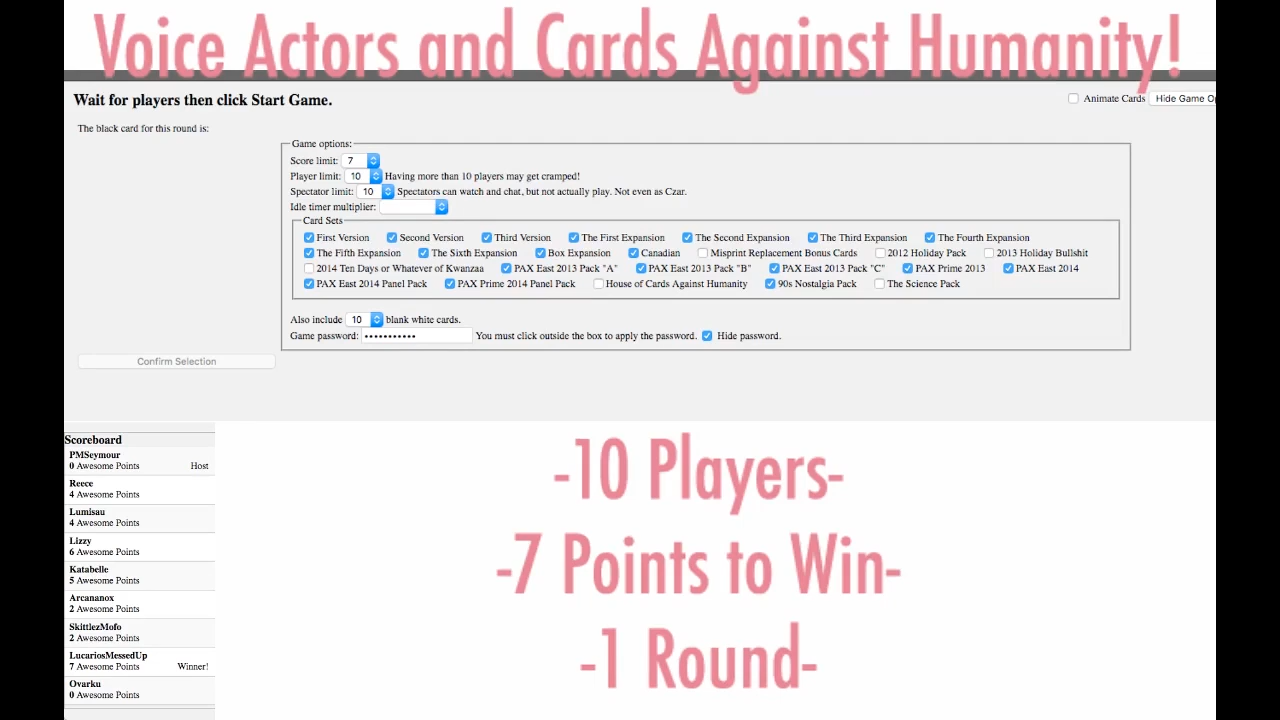 Voice Actors and Cards Against Humanity!
Wait for players then click Start Game.
Animate Cards Hide Game Op
The black card for this round is:
Game options:
Score limit: 7
Player limit: 10 Having more than 10 players may get cramped!
Spectator limit: 10 Spectators can watch and chat, but not actually play. Not even as Czar.
Idle timer multiplier:
Card Sets
First Version Second Version Third Version The First Expansion The Second Expansion The Third Expansion The Fourth Expansion
The Fifth Expansion The Sixth Expansion Box Expansion Canadian Misprint Replacement Bonus Cards 2012 Holiday Pack 2013 Holiday Bullshit
2014 Ten Days or Whatever of Kwanzaa PAX East 2013 Pack "A" PAX East 2013 Pack "B" PAX East 2013 Pack "C" PAX Prime 2013 PAX East 2014
PAX East 2014 Panel Pack PAX Prime 2014 Panel Pack House of Cards Against Humanity 90s Nostalgia Pack The Science Pack
Also include 10 blank white cards.
Game password: ••••••••••• You must click outside the box to apply the password. Hide password.
Confirm Selection
Scoreboard
PMSeymour
0 Awesome Points Host
Reece
4 Awesome Points
Lumisau
4 Awesome Points
Lizzy
6 Awesome Points
Katabelle
5 Awesome Points
Arcananox
2 Awesome Points
SkittlezMofo
2 Awesome Points
LucariosMessedUp
7 Awesome Points Winner!
Ovarku
0 Awesome Points
-10 Players-
-7 Points to Win-
-1 Round-